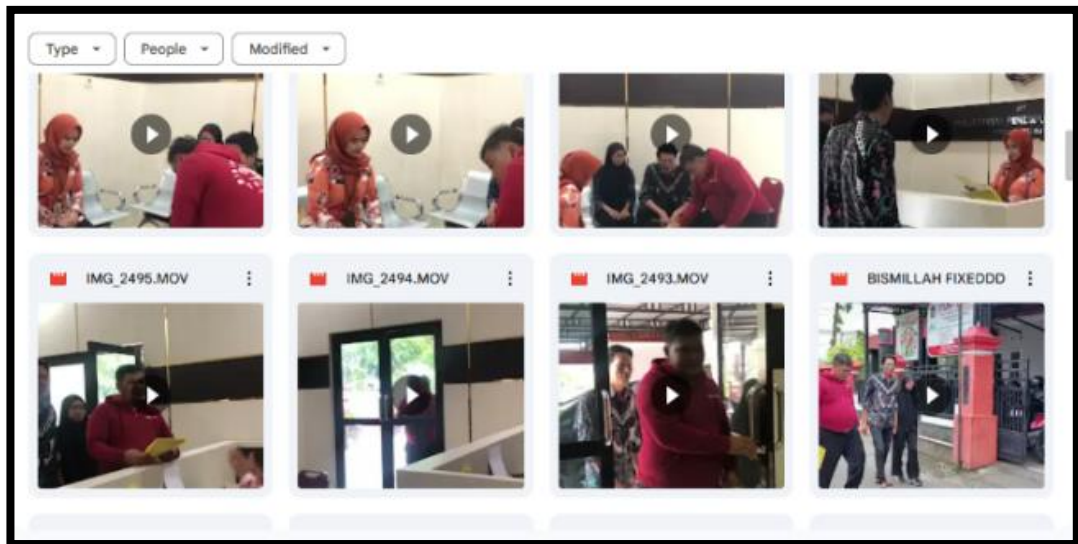 Type
People
Modified
IMG_2495.MOV
IMG_2494.MOV
IMG_2493.MOV
BISMILLAH FIXEDDD